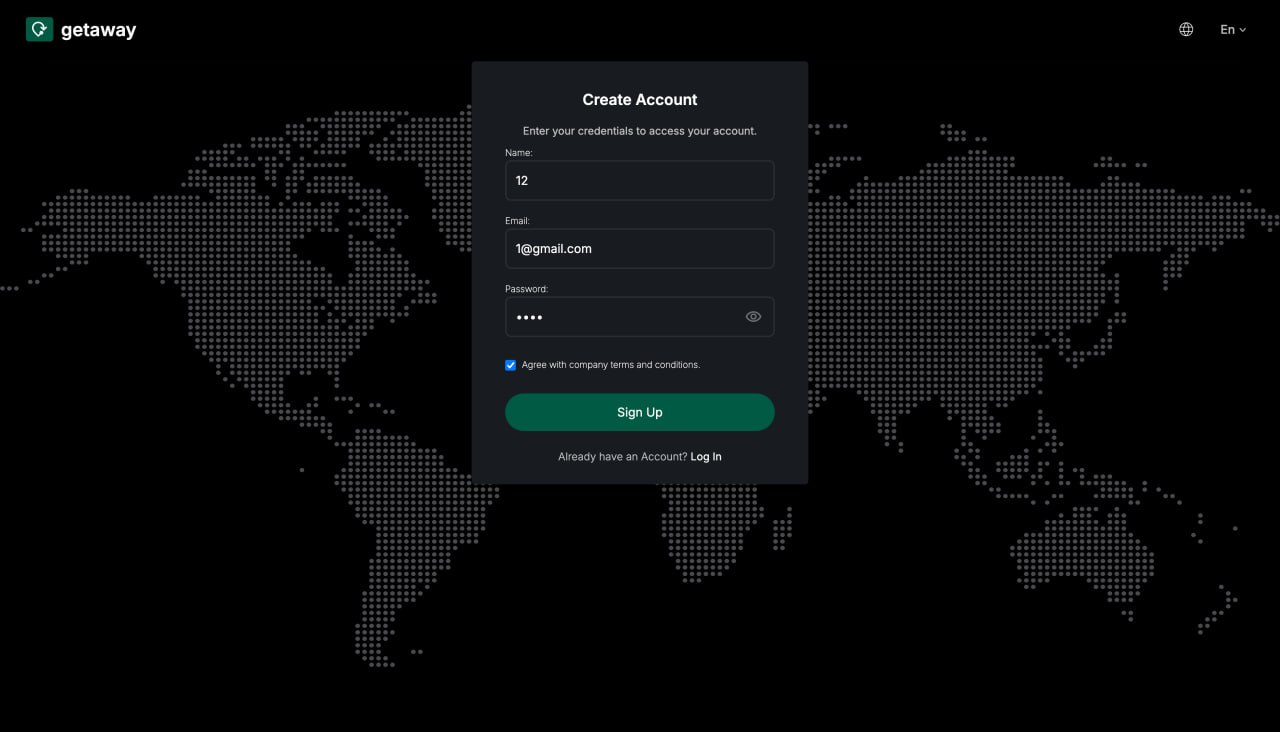 getaway
En
Create Account
Enter your credentials to access your account.
Name:
12
Email:
1@gmail.com
Password:
••••
Agree with company terms and conditions.
Sign Up
Already have an Account? Log In